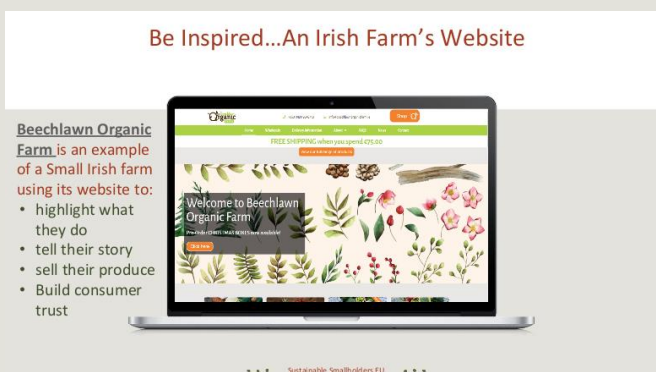 Be Inspired...An Irish Farm's Website
Beechlawn Organic
Farm is an example
of a Small Irish farm
using its website to:
• highlight what
they do
• tell their story
• sell their produce
• Build consumer
trust
Organic
Shop
Home
FREE SHIPPING when you spend £75.00
Welcome to Beechlawn
Organic Farm
Click Here
Sustainable Smallholders EU